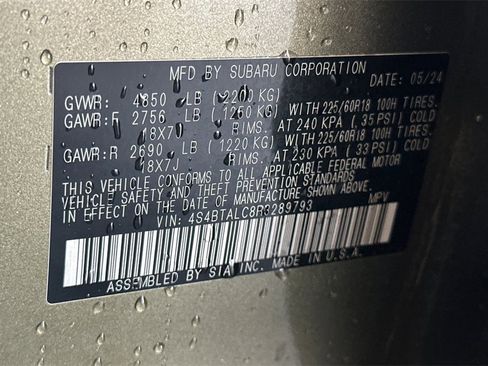 MFD BY SUBARU CORPORATION DATE: 05/24
GVWR: 4850 LB (2200 KG)
GAWR:F 2756 LB (1250 KG) WITH 225/60R18 100H TIRES.
18X7J RIMS. AT 240 KPA (35 PSI) COLD
GAWR:R 2690 LB (1220 KG) WITH 225/60R18 100H TIRES.
18X7J RIMS. AT 230 KPA (33 PSI) COLD
THIS VEHICLE CONFORMS TO ALL APPLICABLE FEDERAL MOTOR
VEHICLE SAFETY AND THEFT PREVENTION STANDARDS IN EFFECT
ON THE DATE OF MANUFACTURE SHOWN ABOVE.
VIN: 4S4BTALC8R3289793 MPV
ASSEMBLED BY SIA INC. MADE IN U.S.A.